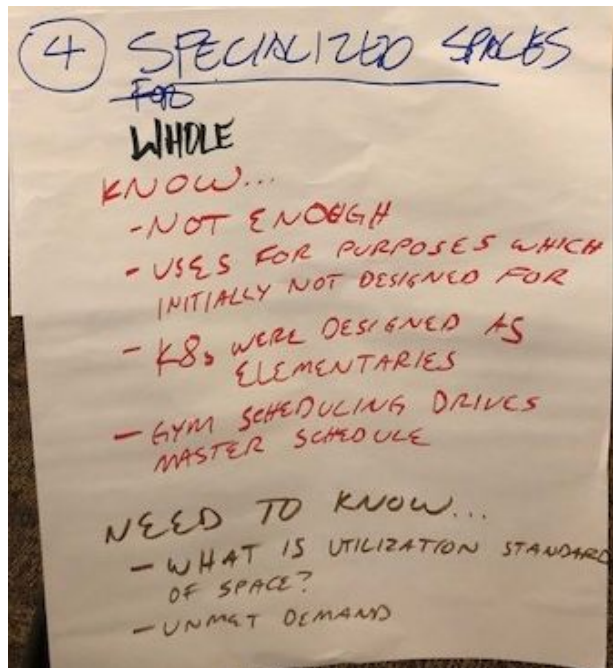 4 SPECIALIZED SPACES
FOR
WHOLE
KNOW...
- NOT ENOUGH
- USES FOR PURPOSES WHICH
INITIALLY NOT DESIGNED FOR
- K8s WERE DESIGNED AS
ELEMENTARIES
- GYM SCHEDULING DRIVES
MASTER SCHEDULE
NEED TO KNOW...
- WHAT IS UTILIZATION STANDARD
OF SPACE?
- UNMET DEMAND